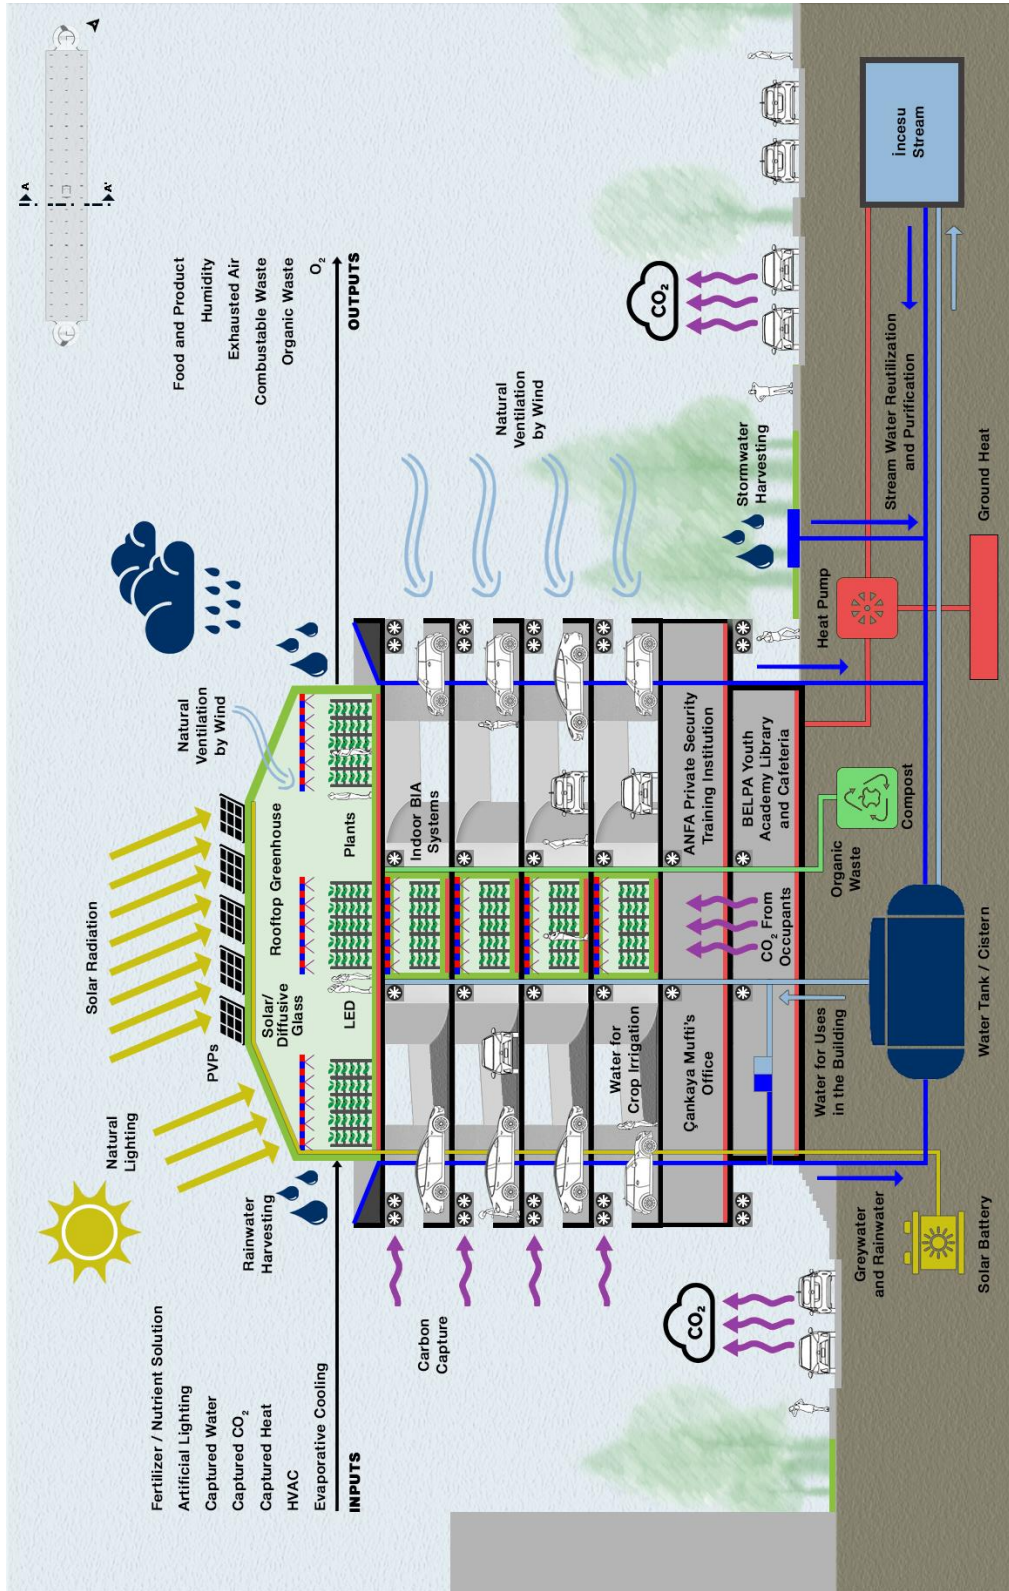 A
A
A'
Fertilizer / Nutrient Solution
Artificial Lighting
Captured Water
Captured CO₂
Captured Heat
HVAC
Evaporative Cooling
INPUTS
Natural
Lighting
Solar Radiation
Rainwater
Harvesting
PVPs
Solar/
Diffusive
Glass
Rooftop Greenhouse
LED
Plants
Natural
Ventilation
by Wind
Food and Product
Humidity
Exhausted Air
Combustable Waste
Organic Waste
O₂
OUTPUTS
Carbon
Capture
Indoor BIA
Systems
Natural
Ventilation
by Wind
Water for
Crop Irrigation
CO₂
CO₂
Çankaya Mufti's
Office
CO₂ From
Occupants
ANFA Private Security
Training Institution
BELPA Youth
Academy Library
and Cafeteria
Stormwater
Harvesting
Greywater
and Rainwater
Water for Uses
in the Building
Organic
Waste
Compost
Heat Pump
Stream Water Reutilization
and Purification
İncesu
Stream
Solar Battery
Water Tank / Cistern
Ground Heat